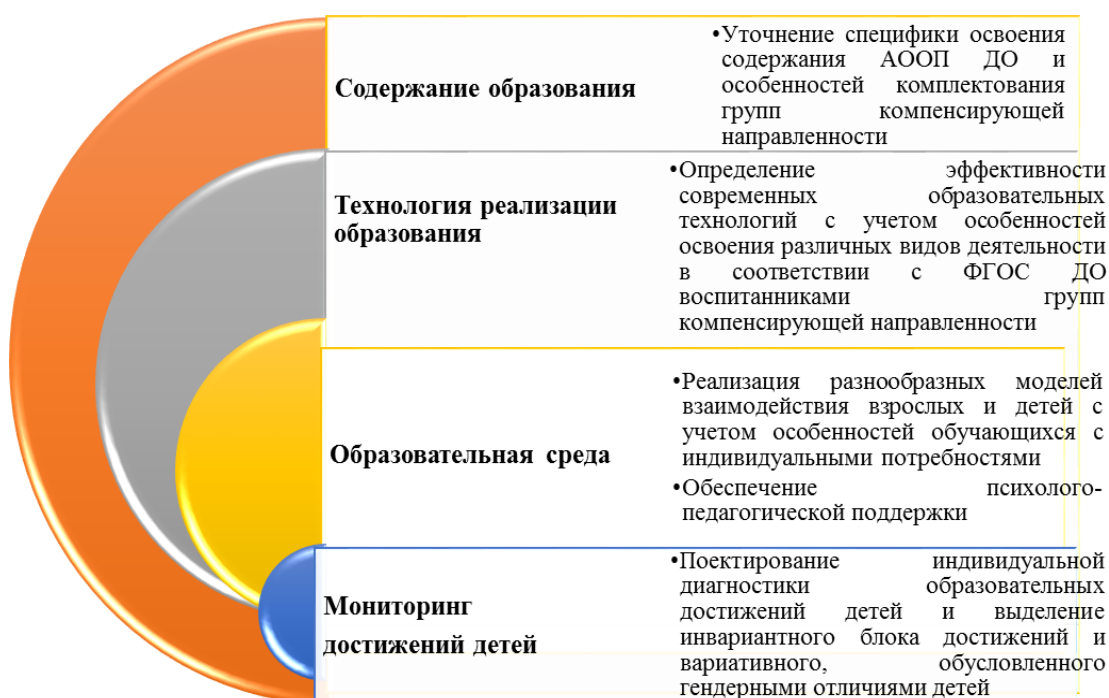 Содержание образования
•Уточнение специфики освоения
содержания АООП ДО и
особенностей комплектования
групп компенсирующей
направленности
Технология реализации
образования
•Определение эффективности
современных образовательных
технологий с учетом особенностей
освоения различных видов деятельности
в соответствии с ФГОС ДО
воспитанниками групп
компенсирующей направленности
Образовательная среда
•Реализация разнообразных моделей
взаимодействия взрослых и детей с
учетом особенностей обучающихся с
индивидуальными потребностями
•Обеспечение психолого-
педагогической поддержки
Мониторинг
достижений детей
•Поектирование индивидуальной
диагностики образовательных
достижений детей и выделение
инвариантного блока достижений и
вариативного, обусловленного
гендерными отличиями детей